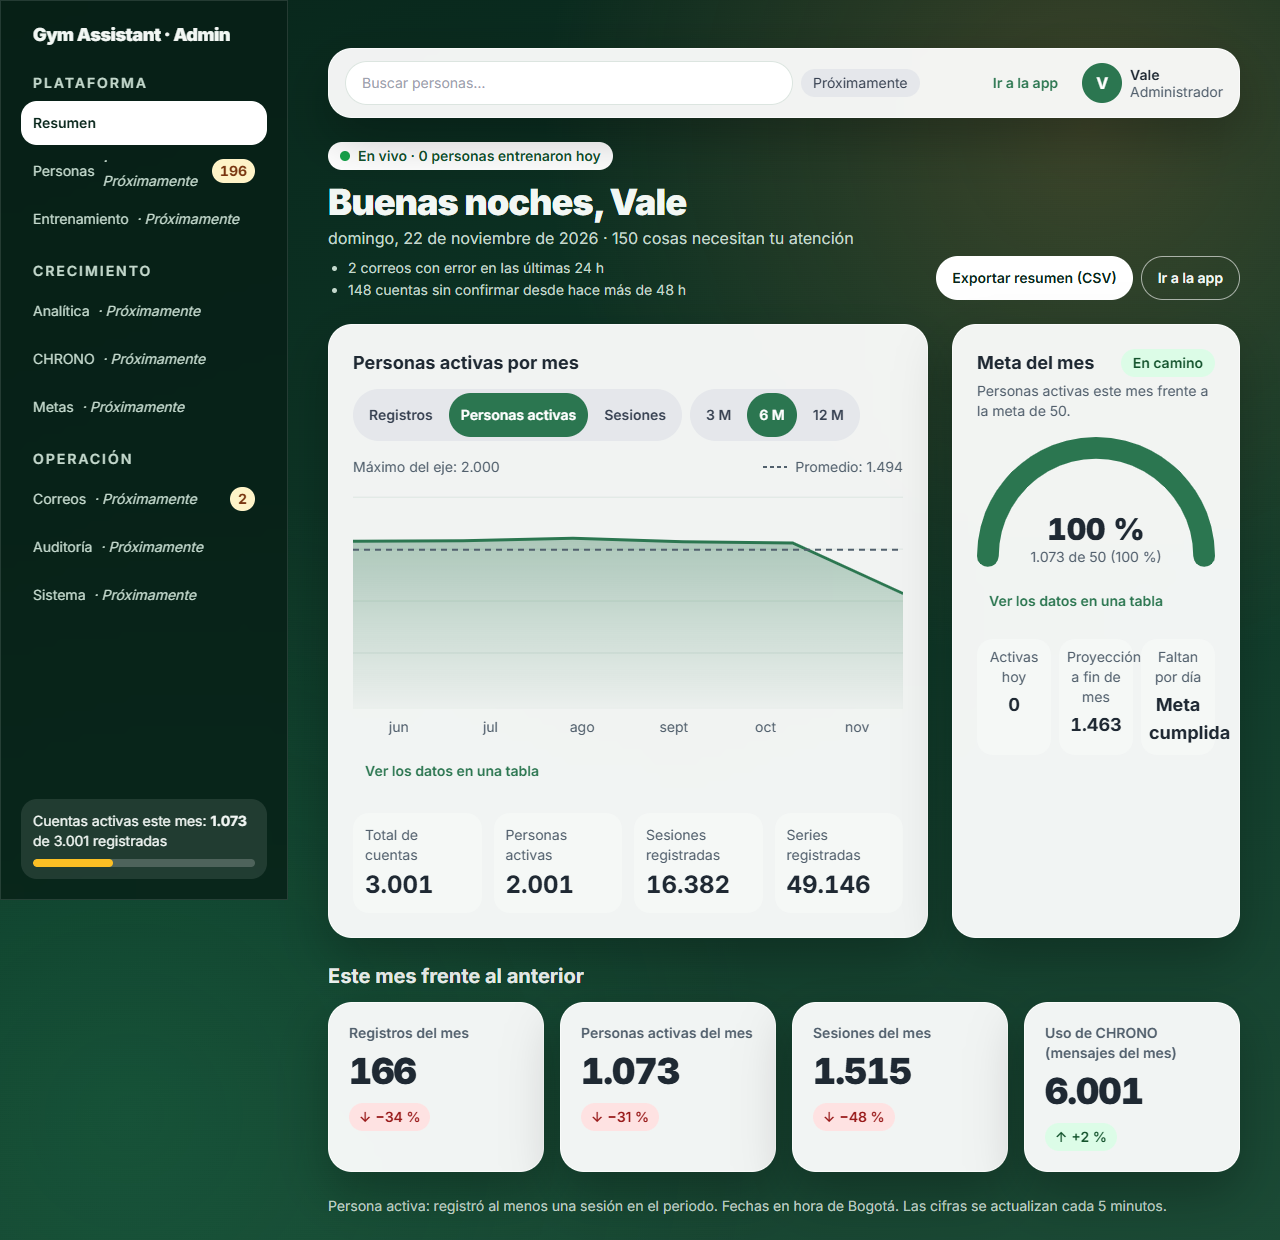 Gym Assistant · Admin
PLATAFORMA
Resumen
Personas · Próximamente 196
Entrenamiento · Próximamente
CRECIMIENTO
Analítica · Próximamente
CHRONO · Próximamente
Metas · Próximamente
OPERACIÓN
Correos · Próximamente 2
Auditoría · Próximamente
Sistema · Próximamente
Cuentas activas este mes: 1.073
de 3.001 registradas
Buscar personas...
Próximamente
Ir a la app
V
Vale
Administrador
En vivo · 0 personas entrenaron hoy
Buenas noches, Vale
domingo, 22 de noviembre de 2026 · 150 cosas necesitan tu atención
• 2 correos con error en las últimas 24 h
• 148 cuentas sin confirmar desde hace más de 48 h
Exportar resumen (CSV)
Ir a la app
Personas activas por mes
Registros Personas activas Sesiones
3 M 6 M 12 M
Máximo del eje: 2.000
Promedio: 1.494
jun jul ago sept oct nov
Ver los datos en una tabla
Total de
cuentas
3.001
Personas
activas
2.001
Sesiones
registradas
16.382
Series
registradas
49.146
Meta del mes
En camino
Personas activas este mes frente a
la meta de 50.
100 %
1.073 de 50 (100 %)
Ver los datos en una tabla
Activas
hoy
0
Proyección
a fin de
mes
1.463
Faltan
por día
Meta
cumplida
Este mes frente al anterior
Registros del mes
166
↓ −34 %
Personas activas del mes
1.073
↓ −31 %
Sesiones del mes
1.515
↓ −48 %
Uso de CHRONO
(mensajes del mes)
6.001
↑ +2 %
Persona activa: registró al menos una sesión en el periodo. Fechas en hora de Bogotá. Las cifras se actualizan cada 5 minutos.